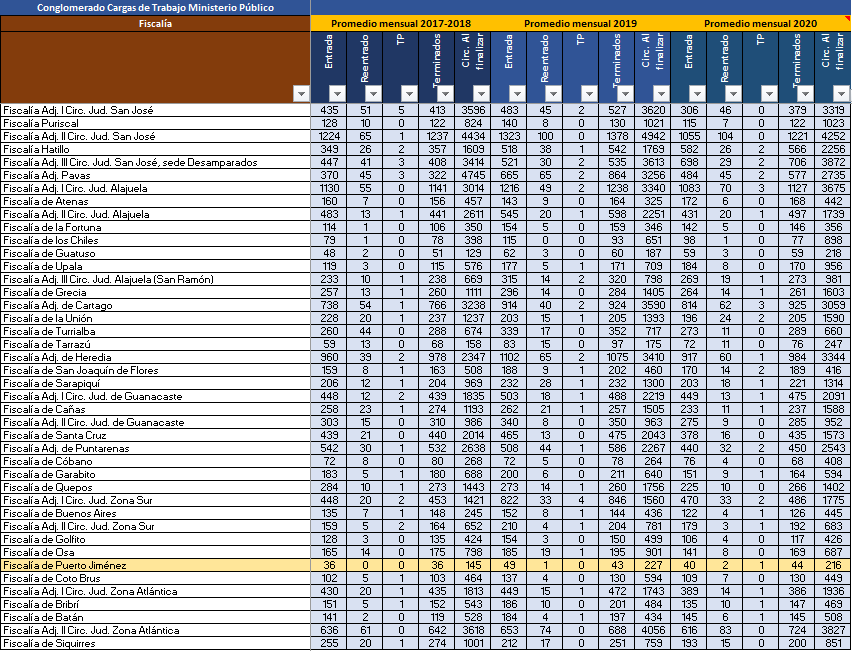 Conglomerado Cargas de Trabajo Ministerio Público
Fiscalía Promedio mensual 2017-2018 Promedio mensual 2019 Promedio mensual 2020
Entrada Reentrado TP Terminados Circ. Al finalizar Entrada Reentrado TP Terminados Circ. Al finalizar Entrada Reentrado TP Terminados Circ. Al finalizar
Fiscalía Adj. I Circ. Jud. San José 435 51 5 413 3596 483 45 2 527 3620 306 46 0 379 3319
Fiscalía Puriscal 128 10 0 122 824 140 8 0 130 1021 115 7 0 122 1023
Fiscalía Adj. II Circ. Jud. San José 1224 65 1 1237 4434 1323 100 0 1378 4942 1055 104 0 1221 4252
Fiscalía Hatillo 349 26 2 357 1609 518 38 1 542 1769 582 26 2 566 2256
Fiscalía Adj. III Circ. Jud. San José, sede Desamparados 447 41 3 408 3414 521 30 2 535 3613 698 29 2 706 3872
Fiscalía Adj. Pavas 370 45 3 322 4745 665 65 2 864 3256 484 45 2 577 2735
Fiscalía Adj. I Circ. Jud. Alajuela 1130 55 0 1141 3014 1216 49 2 1238 3340 1083 70 3 1127 3675
Fiscalía de Atenas 160 7 0 156 457 143 9 0 164 325 172 6 0 168 442
Fiscalía Adj. II Circ. Jud. Alajuela 483 13 1 441 2611 545 20 1 598 2251 431 20 1 497 1739
Fiscalía de la Fortuna 114 1 0 106 350 154 5 0 159 346 142 5 0 146 356
Fiscalía de los Chiles 79 1 0 78 398 115 0 0 93 651 98 1 0 77 898
Fiscalía de Guatuso 48 2 0 51 129 62 3 0 60 187 59 3 0 59 218
Fiscalía de Upala 119 3 0 115 576 177 5 1 171 709 184 8 0 170 956
Fiscalía Adj. III Circ. Jud. Alajuela (San Ramón) 233 10 1 238 669 315 14 2 320 798 269 19 1 273 981
Fiscalía de Grecia 257 13 1 260 1111 296 14 0 284 1405 264 14 1 261 1603
Fiscalía Adj. de Cartago 738 54 1 766 3238 914 40 2 924 3590 814 62 3 925 3059
Fiscalía de la Unión 228 20 1 237 1237 203 15 1 205 1393 196 24 2 205 1590
Fiscalía de Turrialba 260 44 0 288 674 339 17 0 352 717 273 11 0 289 660
Fiscalía de Tarrazú 59 13 0 68 158 83 15 0 97 175 72 11 0 76 247
Fiscalía Adj. de Heredia 960 39 2 978 2347 1102 65 2 1075 3410 917 60 1 984 3344
Fiscalía de San Joaquín de Flores 159 8 1 163 508 188 9 1 202 460 170 14 2 189 416
Fiscalía de Sarapiquí 206 12 1 204 969 232 28 1 232 1300 203 18 1 221 1314
Fiscalía Adj. I Circ. Jud. de Guanacaste 448 12 2 439 1835 503 18 1 488 2219 449 13 1 475 2091
Fiscalía de Cañas 258 23 1 274 1193 262 21 1 257 1505 233 11 1 237 1588
Fiscalía Adj. II Circ. Jud. de Guanacaste 303 15 0 310 986 340 8 0 350 963 275 9 0 285 952
Fiscalía de Santa Cruz 439 21 0 440 2014 465 13 0 475 2043 378 16 0 435 1573
Fiscalía Adj. de Puntarenas 542 30 1 532 2638 508 44 1 586 2267 440 32 2 450 2543
Fiscalía de Cóbano 72 8 0 80 268 72 5 0 78 264 76 4 0 68 408
Fiscalía de Garabito 183 5 1 180 688 200 6 0 211 640 151 9 1 164 594
Fiscalía de Quepos 284 10 1 273 1443 273 14 1 260 1756 225 10 0 266 1402
Fiscalía Adj. I Circ. Jud. Zona Sur 448 20 2 453 1421 822 33 4 846 1560 470 33 2 486 1775
Fiscalía de Buenos Aires 135 7 1 148 245 152 8 1 144 436 122 4 1 126 445
Fiscalía Adj. II Circ. Jud. Zona Sur 159 5 2 164 652 210 4 1 204 781 179 3 1 192 683
Fiscalía de Golfito 128 3 0 135 424 154 3 0 150 499 106 4 0 117 426
Fiscalía de Osa 165 14 0 175 798 185 19 1 195 901 141 8 0 169 687
Fiscalía de Puerto Jiménez 36 0 0 36 145 49 1 0 43 227 40 2 1 44 216
Fiscalía de Coto Brus 102 5 1 103 464 137 4 0 130 594 109 7 0 130 449
Fiscalía Adj. I Circ. Jud. Zona Atlántica 430 20 1 435 1813 449 15 1 472 1743 389 14 1 386 1936
Fiscalía de Bribrí 151 5 1 152 543 186 10 0 201 484 135 10 1 147 469
Fiscalía de Batán 141 2 0 119 528 184 4 1 197 434 145 6 1 145 508
Fiscalía Adj. II Circ. Jud. Zona Atlántica 636 61 0 642 3618 653 74 0 688 4056 616 83 0 724 3827
Fiscalía de Siquirres 255 20 1 274 1001 212 17 0 251 759 193 15 0 200 851